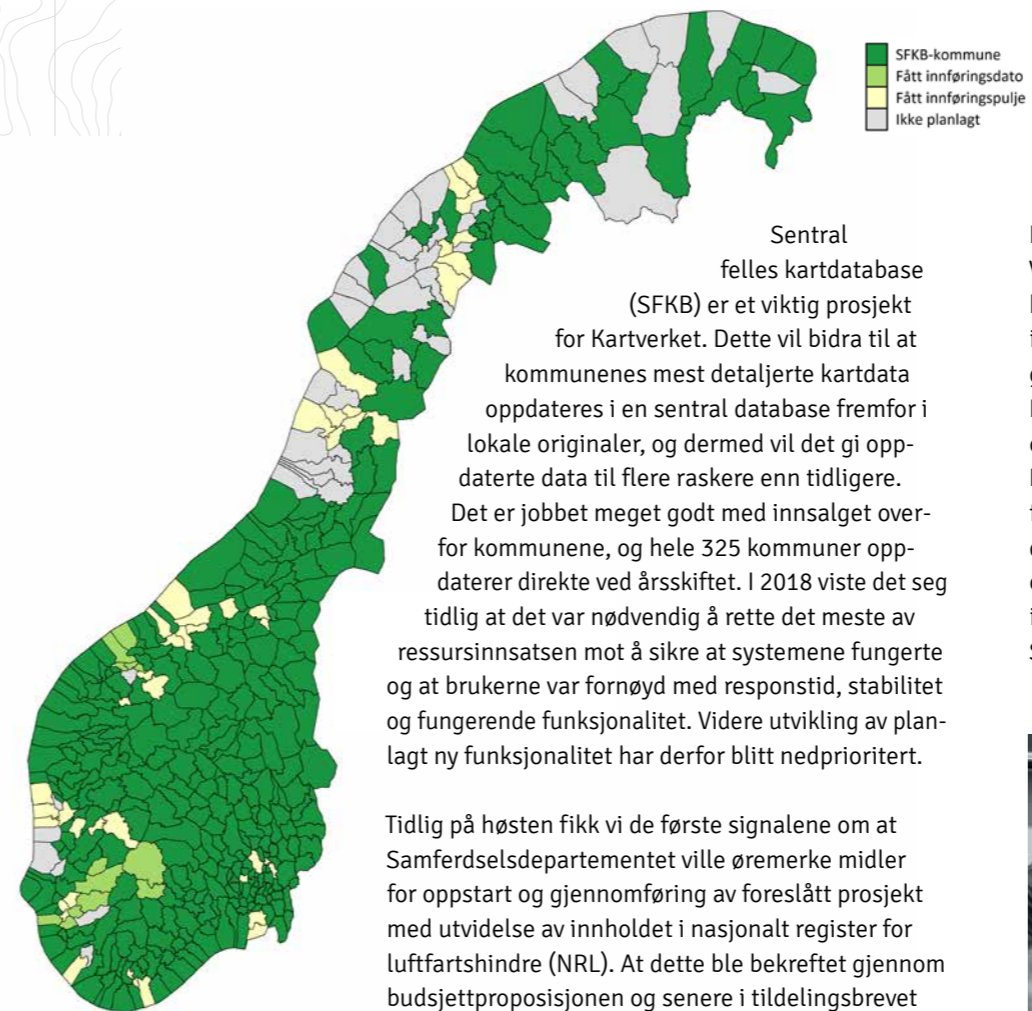 SFKB-kommune
Fått innføringsdato
Fått innføringspulje
Ikke planlagt
Sentral
felles kartdatabase
(SFKB) er et viktig prosjekt
for Kartverket. Dette vil bidra til at
kommunenes mest detaljerte kartdata
oppdateres i en sentral database fremfor i
lokale originaler, og dermed vil det gi opp-
daterte data til flere raskere enn tidligere.
Det er jobbet meget godt med innsalget over-
for kommunene, og hele 325 kommuner opp-
daterer direkte ved årsskiftet. I 2018 viste det seg
tidlig at det var nødvendig å rette det meste av
ressursinnsatsen mot å sikre at systemene fungerte
og at brukerne var fornøyd med responstid, stabilitet
og fungerende funksjonalitet. Videre utvikling av plan-
lagt ny funksjonalitet har derfor blitt nedprioritert.
Tidlig på høsten fikk vi de første signalene om at
Samferdselsdepartementet ville øremerke midler
for oppstart og gjennomføring av foreslått prosjekt
med utvidelse av innholdet i nasjonalt register for
luftfartshindre (NRL). At dette ble bekreftet gjennom
budsjettproposisjonen og senere i tildelingsbrevet